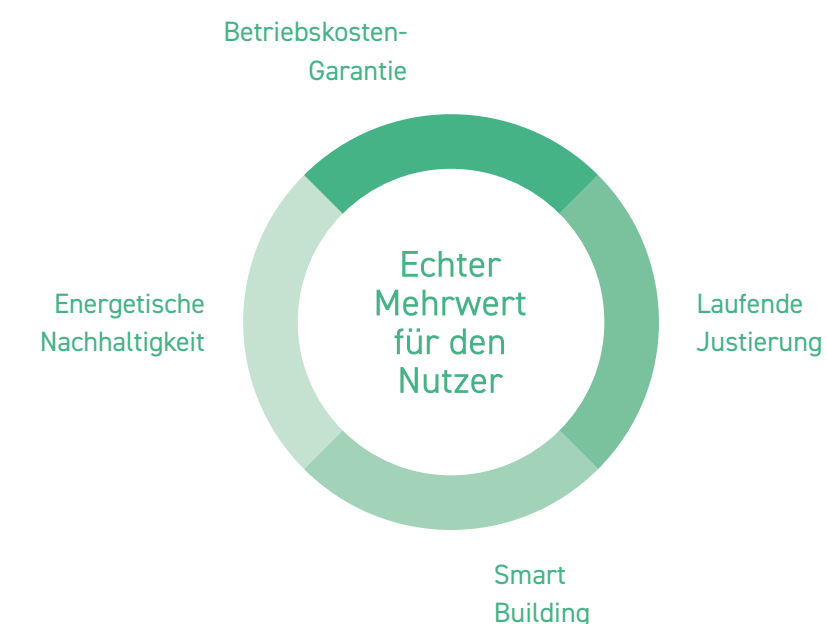 Betriebskosten-
Garantie
Echter
Mehrwert
für den
Nutzer
Energetische
Nachhaltigkeit
Laufende
Justierung
Smart
Building